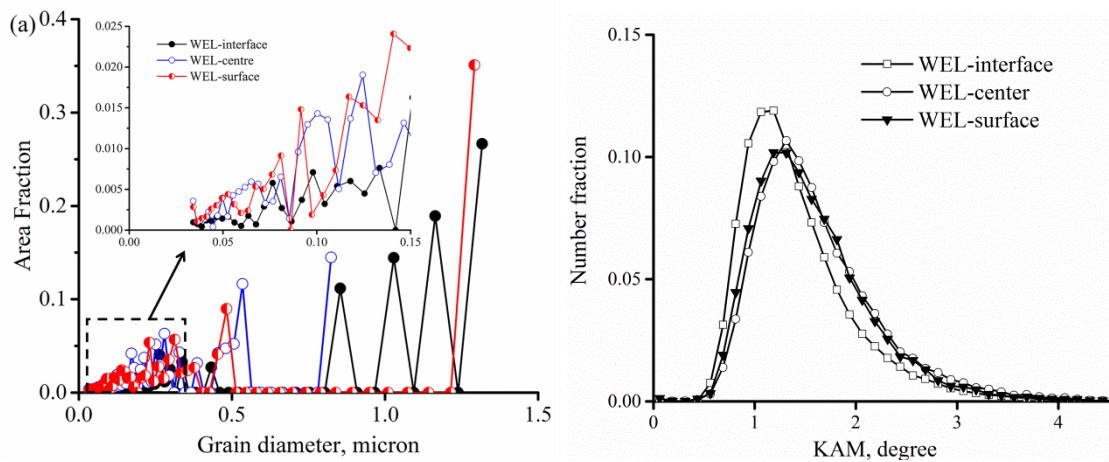 (a)
0.4
0.3
0.2
0.1
0.0
Area Fraction
0.025
0.020
0.015
0.010
0.005
0.000
WEL-interface
WEL-centre
WEL-surface
0.00 0.05 0.10 0.15
0.0 0.5 1.0 1.5
Grain diameter, micron
0.15
0.10
0.05
0.00
Number fraction
WEL-interface
WEL-center
WEL-surface
0 1 2 3 4
KAM, degree